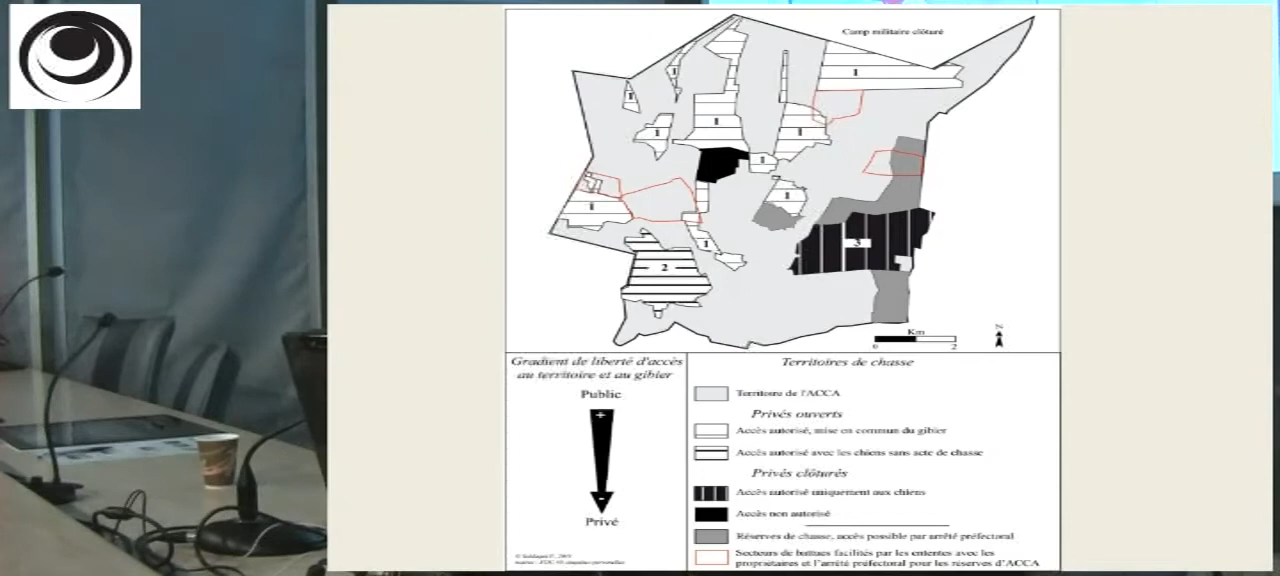 Camp militaire clôturé
1
1
1
1
1
1
1
1
1
1
2
3
Km
0
2
N
Gradient de liberté d'accès
au territoire et au gibier
Public
+
-
Privé
Territoires de chasse
Territoire de l'ACCA
Privés ouverts
Accès autorisé, mise en commun du gibier
Accès autorisé avec les chiens sans acte de chasse
Privés clôturés
Accès autorisé uniquement aux chiens
Accès non autorisé
Réserves de chasse, accès possible par arrêté préfectoral
Secteurs de battues facilités par les ententes avec les
propriétaires et l'arrêté préfectoral pour les réserves d'ACCA